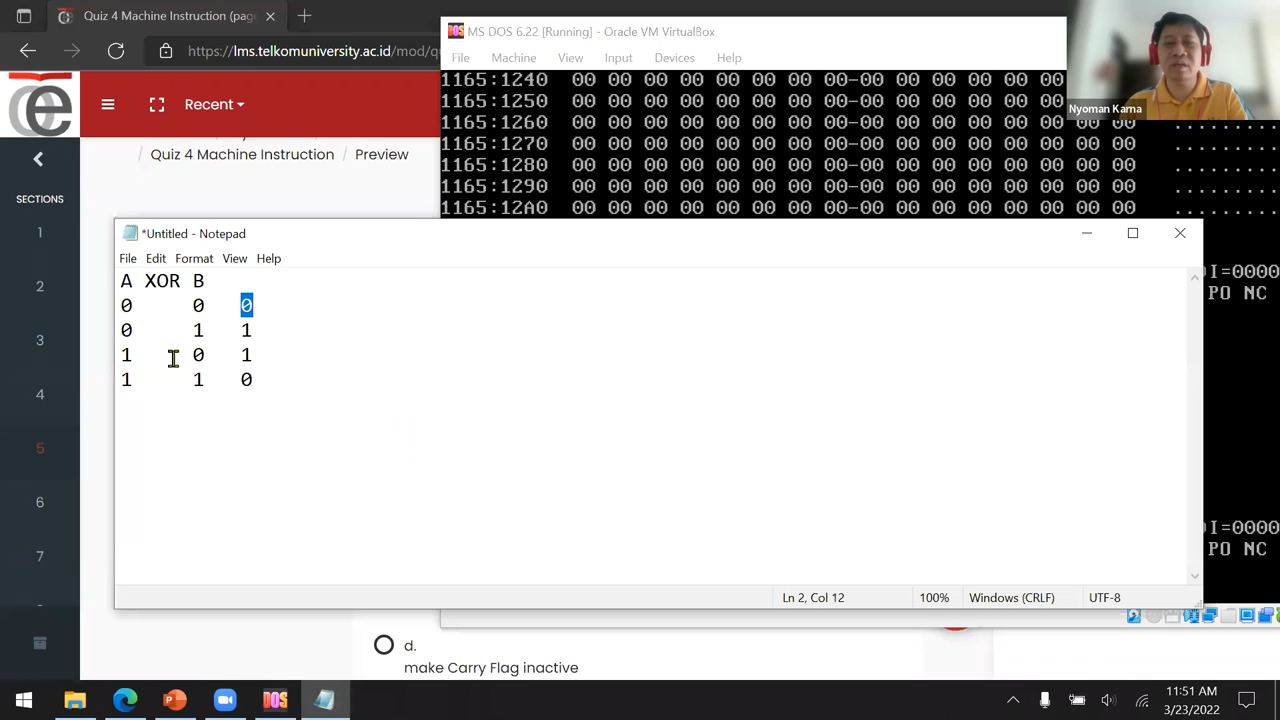 Quiz 4 Machine Instruction (pag
https://lms.telkomuniversity.ac.id/mod/q
Recent
Quiz 4 Machine Instruction / Preview
SECTIONS
1
2
3
4
5
6
7
MS DOS 6.22 [Running] - Oracle VM VirtualBox
File Machine View Input Devices Help
1165:1240 00 00 00 00 00 00 00 00-00 00 00 00 00 00 00
1165:1250 00 00 00 00 00 00 00 00-00 00 00 00 00 00 00
1165:1260 00 00 00 00 00 00 00 00-00 00 00 00 00 00 00
1165:1270 00 00 00 00 00 00 00 00-00 00 00 00 00 00 00 00 ........
1165:1280 00 00 00 00 00 00 00 00-00 00 00 00 00 00 00 00 ........
1165:1290 00 00 00 00 00 00 00 00-00 00 00 00 00 00 00 00 ........
1165:12A0 00 00 00 00 00 00 00 00-00 00 00 00 00 00 00 00 ........
Nyoman Karna
*Untitled - Notepad
File Edit Format View Help
A XOR B
0 0 0
0 1 1
1 0 1
1 1 0
Ln 2, Col 12 100% Windows (CRLF) UTF-8
DI=0000
PO NC
DI=0000
PO NC
d.
make Carry Flag inactive
11:51 AM
3/23/2022